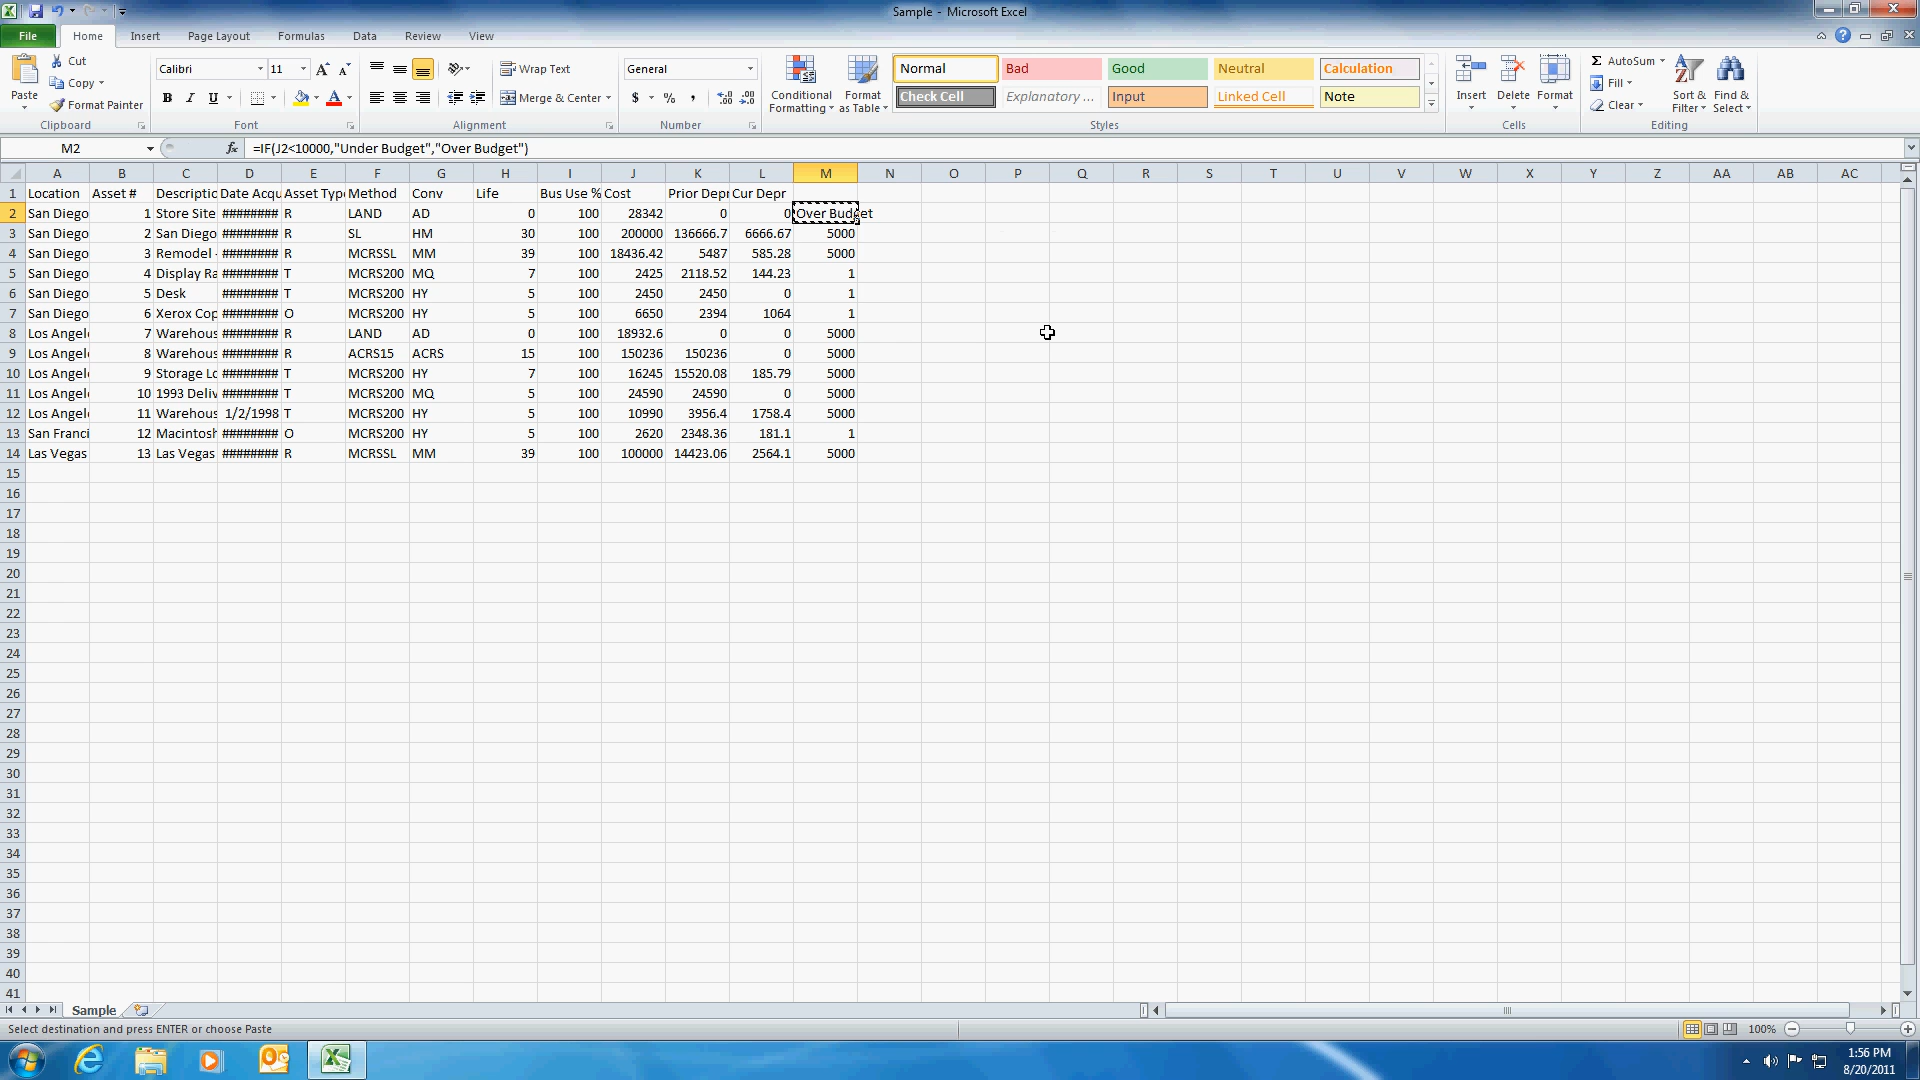 Sample - Microsoft Excel
File Home Insert Page Layout Formulas Data Review View
Paste Cut Copy Format Painter Clipboard
Calibri 11 A A B I U A Font
Wrap Text Merge & Center Alignment
General $ % , Number
Conditional Formatting Format as Table
Normal Bad Good Neutral Calculation
Check Cell Explanatory ... Input Linked Cell Note
Styles
Insert Delete Format Cells
Σ AutoSum Fill Clear Sort & Filter Find & Select Editing
M2 fx =IF(J2<10000,"Under Budget","Over Budget")
A B C D E F G H I J K L M N O P Q R S T U V W X Y Z AA AB AC
1 Location Asset # Descriptic Date Acqu Asset Type Method Conv Life Bus Use % Cost Prior Depr Cur Depr
2 San Diego 1 Store Site ######## R LAND AD 0 100 28342 0 0 Over Budget
3 San Diego 2 San Diego ######## R SL HM 30 100 200000 136666.7 6666.67 5000
4 San Diego 3 Remodel - ######## R MCRSSL MM 39 100 18436.42 5487 585.28 5000
5 San Diego 4 Display Ra ######## T MCRS200 MQ 7 100 2425 2118.52 144.23 1
6 San Diego 5 Desk ######## T MCRS200 HY 5 100 2450 2450 0 1
7 San Diego 6 Xerox Cop ######## O MCRS200 HY 5 100 6650 2394 1064 1
8 Los Angel 7 Warehous ######## R LAND AD 0 100 18932.6 0 0 5000
9 Los Angel 8 Warehous ######## R ACRS15 ACRS 15 100 150236 150236 0 5000
10 Los Angel 9 Storage Lo ######## T MCRS200 HY 7 100 16245 15520.08 185.79 5000
11 Los Angel 10 1993 Deliv ######## T MCRS200 MQ 5 100 24590 24590 0 5000
12 Los Angel 11 Warehous 1/2/1998 T MCRS200 HY 5 100 10990 3956.4 1758.4 5000
13 San Franci 12 Macintosh ######## O MCRS200 HY 5 100 2620 2348.36 181.1 1
14 Las Vegas 13 Las Vegas ######## R MCRSSL MM 39 100 100000 14423.06 2564.1 5000
15
16
17
18
19
20
21
22
23
24
25
26
27
28
29
30
31
32
33
34
35
36
37
38
39
40
41
Sample
Select destination and press ENTER or choose Paste 100%
1:56 PM
8/20/2011